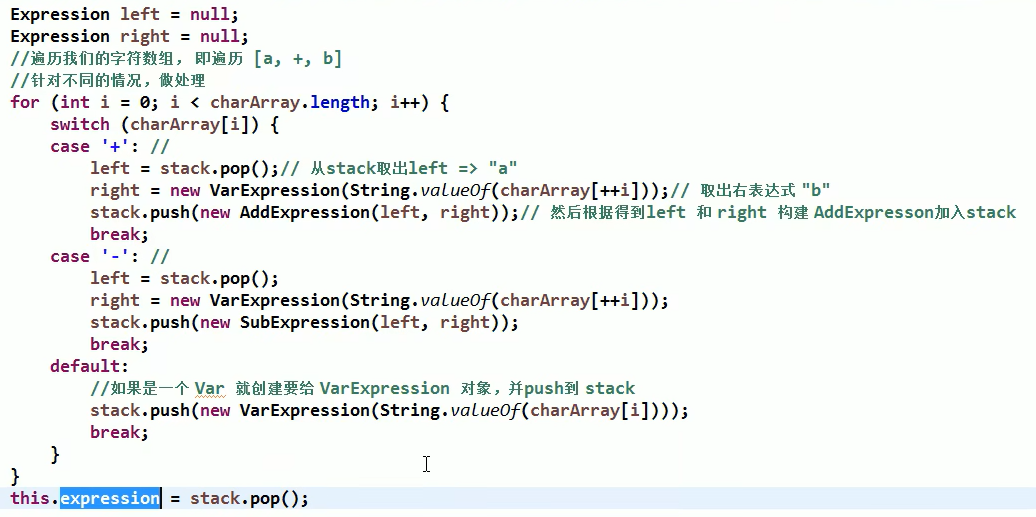 Expression left = null;
Expression right = null;
//遍历我们的字符数组， 即遍历 [a, +, b]
//针对不同的情况，做处理
for (int i = 0; i < charArray.length; i++) {
switch (charArray[i]) {
case '+': //
left = stack.pop();// 从stack取出left => "a"
right = new VarExpression(String.valueOf(charArray[++i]));// 取出右表达式 "b"
stack.push(new AddExpression(left, right));// 然后根据得到left 和 right 构建 AddExpresson加入stack
break;
case '-': //
left = stack.pop();
right = new VarExpression(String.valueOf(charArray[++i]));
stack.push(new SubExpression(left, right));
break;
default:
//如果是一个 Var 就创建要给 VarExpression 对象，并push到 stack
stack.push(new VarExpression(String.valueOf(charArray[i])));
break;
}
}
this.expression = stack.pop();